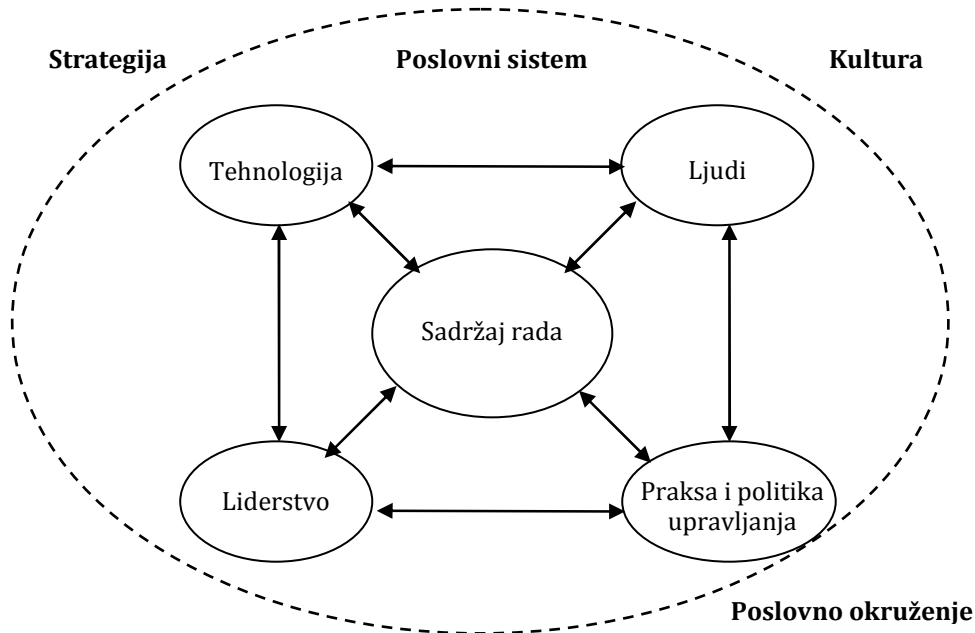 Strategija
Poslovni sistem
Kultura
Tehnologija
Ljudi
Sadržaj rada
Liderstvo
Praksa i politika
upravljanja
Poslovno okruženje